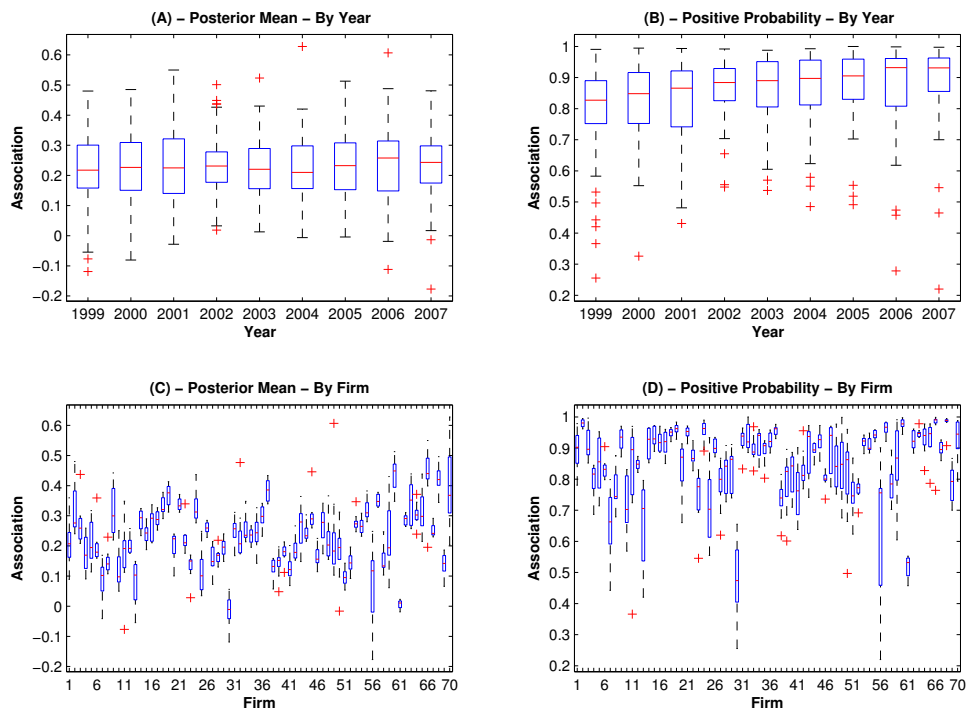 (A) − Posterior Mean − By Year
0.6
0.5
0.4
0.3
0.2
0.1
0
−0.1
−0.2
Association
1999 2000 2001 2002 2003 2004 2005 2006 2007
Year
(B) − Positive Probability − By Year
1
0.9
0.8
0.7
0.6
0.5
0.4
0.3
0.2
Association
1999 2000 2001 2002 2003 2004 2005 2006 2007
Year
(C) − Posterior Mean − By Firm
0.6
0.5
0.4
0.3
0.2
0.1
0
−0.1
−0.2
Association
1 6 11 16 21 26 31 36 41 46 51 56 61 66 70
Firm
(D) − Positive Probability − By Firm
1
0.9
0.8
0.7
0.6
0.5
0.4
0.3
0.2
Association
1 6 11 16 21 26 31 36 41 46 51 56 61 66 70
Firm